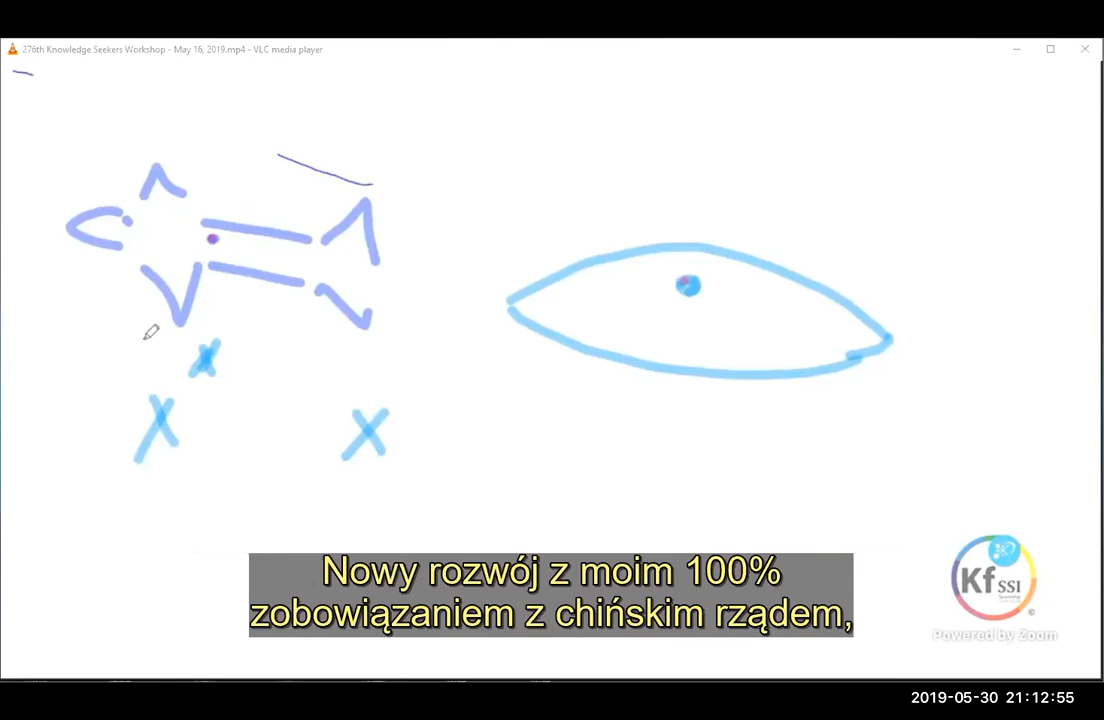 276th Knowledge Seekers Workshop - May 16, 2019.mp4 - VLC media player
X
X
X
Nowy rozwój z moim 100%
zobowiązaniem z chińskim rządem,
Kf SSI
Powered by Zoom
2019-05-30 21:12:55